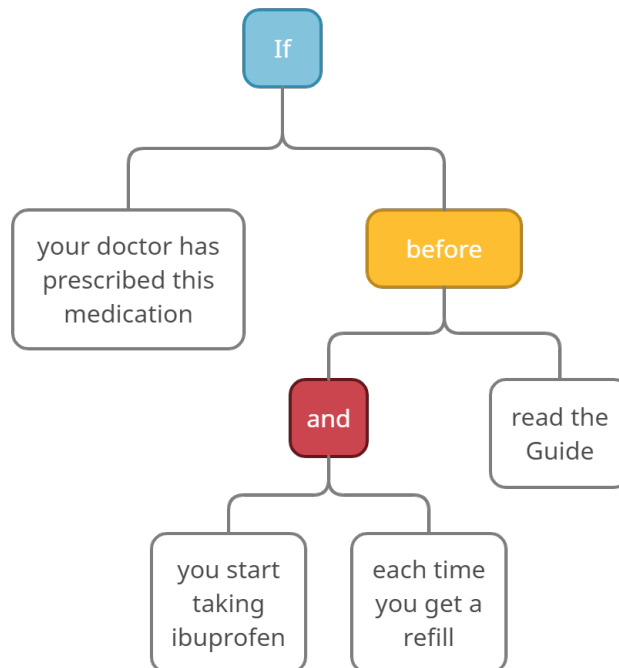 If
your doctor has
prescribed this
medication
before
and
read the
Guide
you start
taking
ibuprofen
each time
you get a
refill